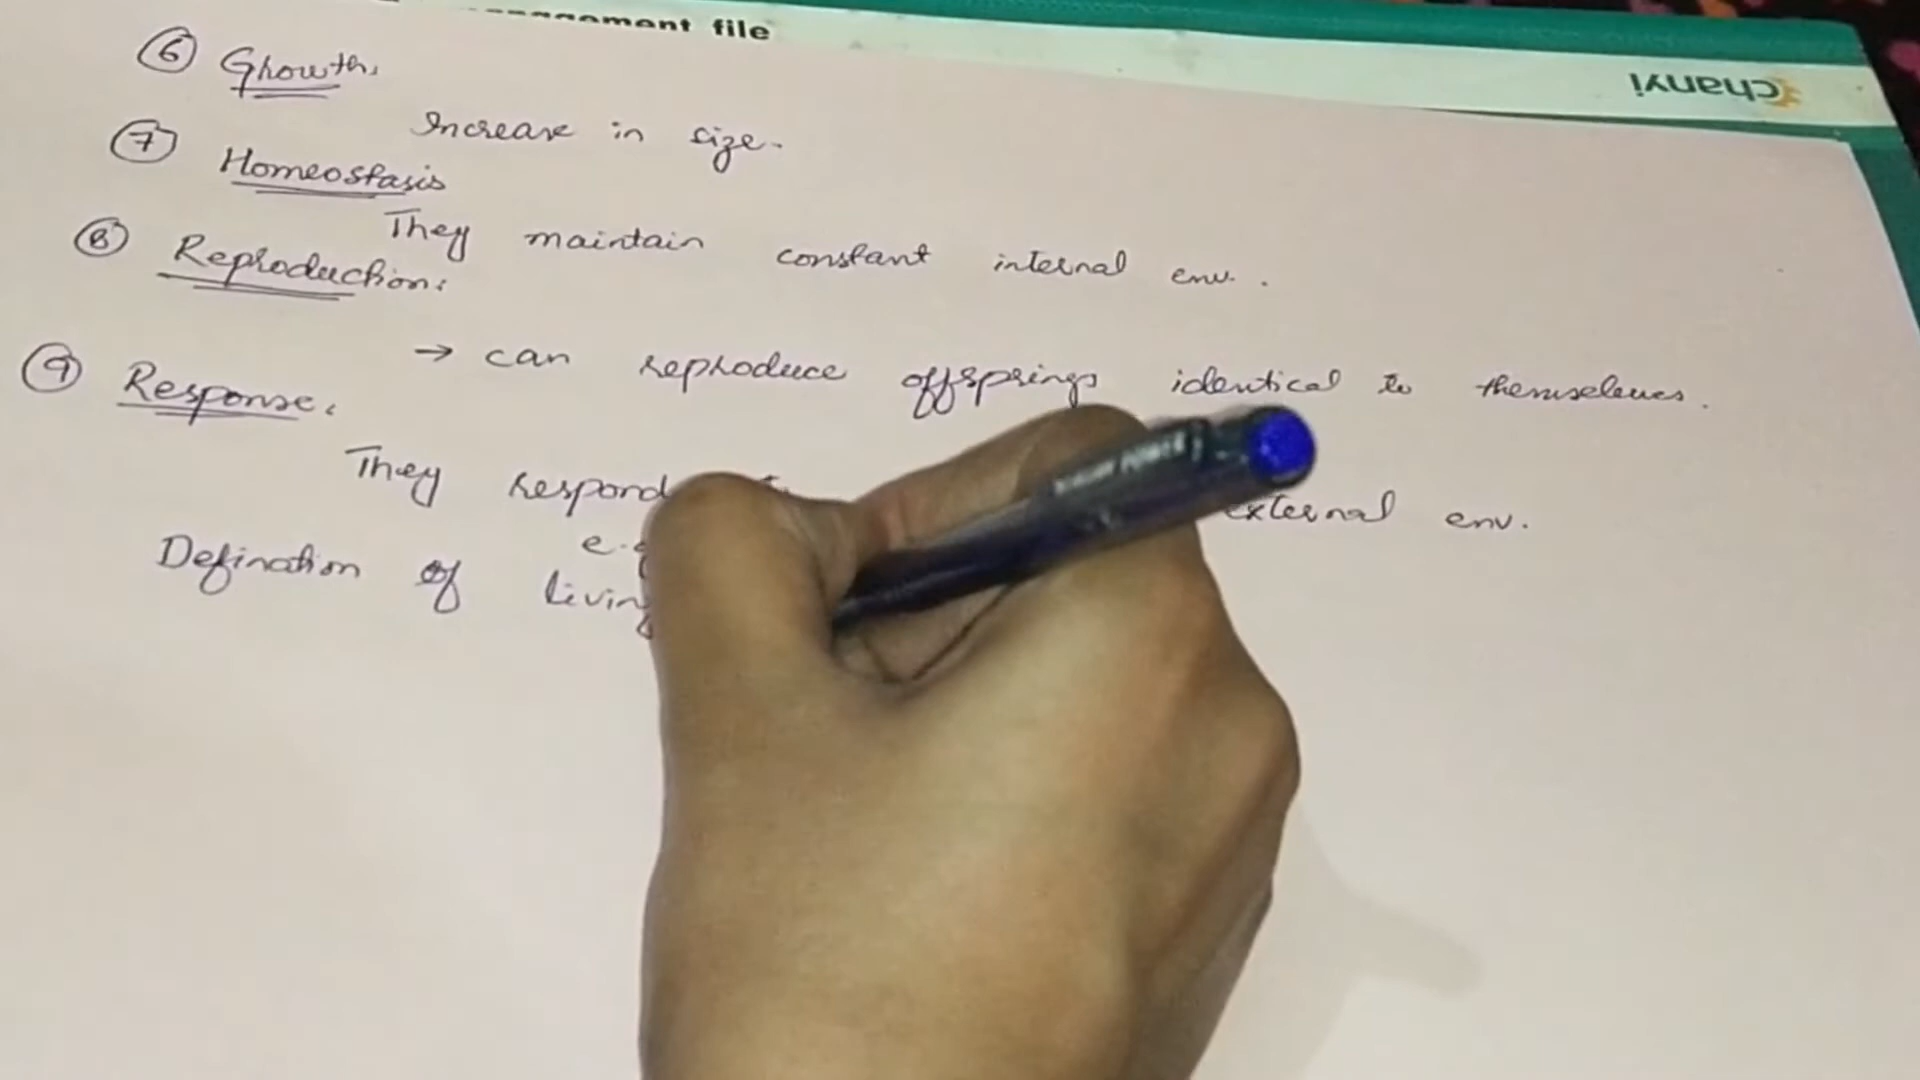 file
chanyi
6 Growth,
Increase in size.
7 Homeostasis
They maintain constant internal env.
8 Reproduction:
→ can reproduce offsprings identical to themselves.
9 Response.
They respond external env.
Defination of